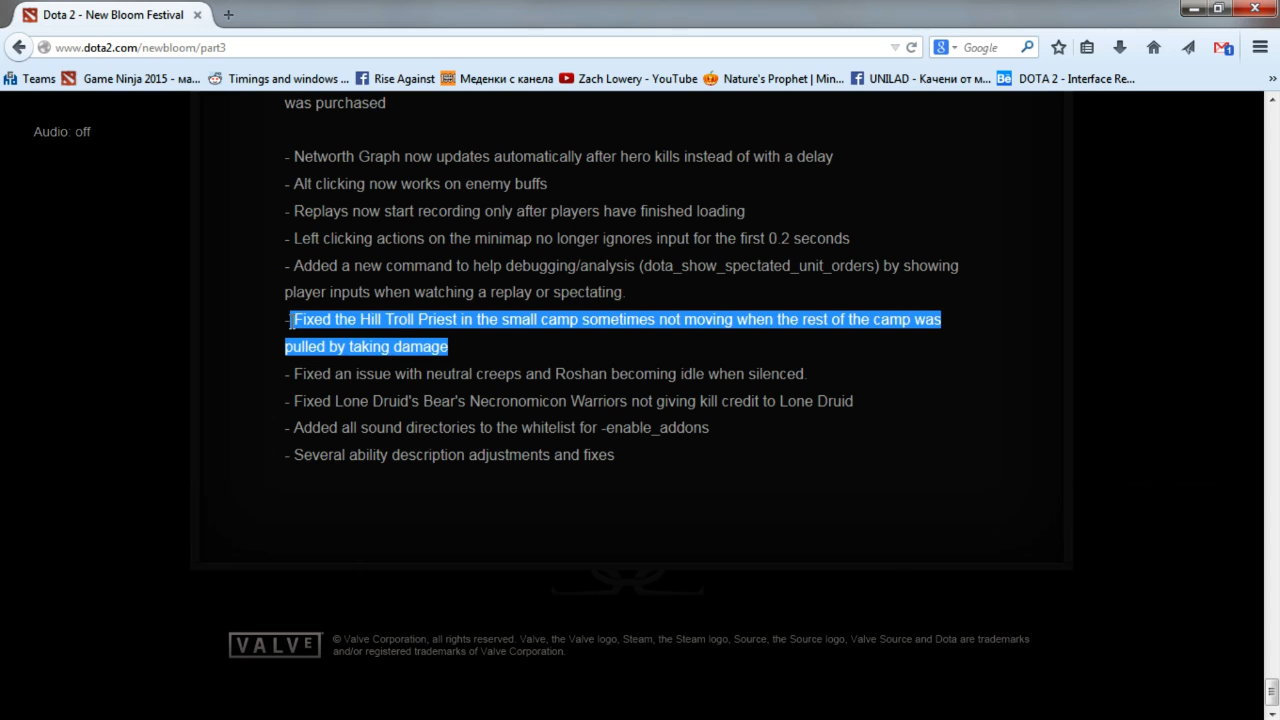 Dota 2 - New Bloom Festival
www.dota2.com/newbloom/part3
Google
Teams
Game Ninja 2015 - ма...
Timings and windows ...
Rise Against
Меденки с канела
Zach Lowery - YouTube
Nature's Prophet | Min...
UNILAD - Качени от м...
Bē DOTA 2 - Interface Re...
»
Audio: off
was purchased
- Networth Graph now updates automatically after hero kills instead of with a delay
- Alt clicking now works on enemy buffs
- Replays now start recording only after players have finished loading
- Left clicking actions on the minimap no longer ignores input for the first 0.2 seconds
- Added a new command to help debugging/analysis (dota_show_spectated_unit_orders) by showing
player inputs when watching a replay or spectating.
- Fixed the Hill Troll Priest in the small camp sometimes not moving when the rest of the camp was
pulled by taking damage
- Fixed an issue with neutral creeps and Roshan becoming idle when silenced.
- Fixed Lone Druid's Bear's Necronomicon Warriors not giving kill credit to Lone Druid
- Added all sound directories to the whitelist for -enable_addons
- Several ability description adjustments and fixes
VALVE
© Valve Corporation, all rights reserved. Valve, the Valve logo, Steam, the Steam logo, Source, the Source logo, Valve Source and Dota are trademarks
and/or registered trademarks of Valve Corporation.